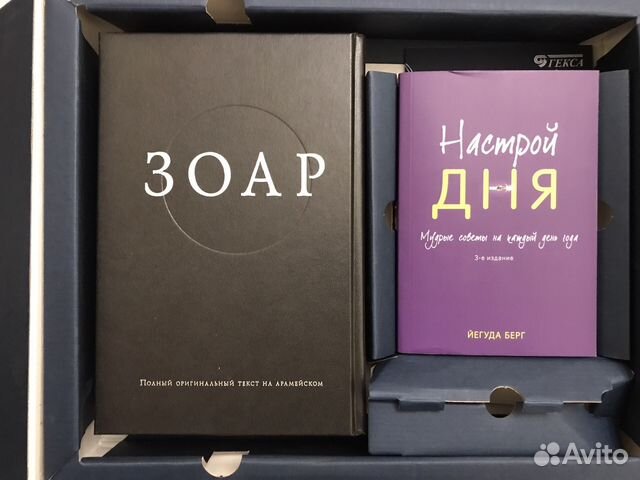 ЗОАР
Полный оригинальный текст на арамейском
ГЕКСА
Настрой
ДНЯ
Мудрые советы на каждый день года
3-е издание
ЙЕГУДА БЕРГ
Avito